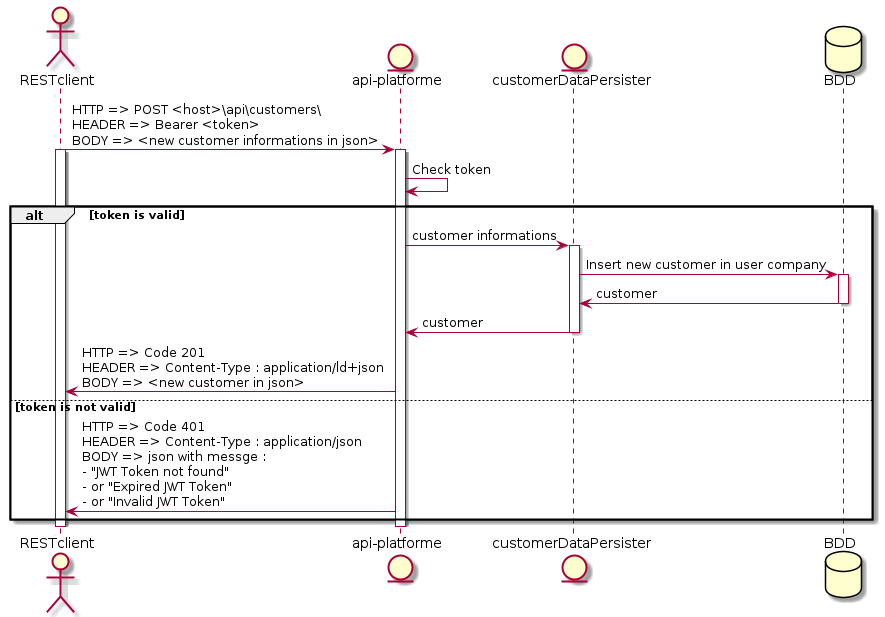 RESTclient
api-platforme
customerDataPersister
BDD
HTTP => POST <host>\api\customers\
HEADER => Bearer <token>
BODY => <new customer informations in json>
Check token
alt
[token is valid]
customer informations
Insert new customer in user company
customer
customer
HTTP => Code 201
HEADER => Content-Type : application/ld+json
BODY => <new customer in json>
[token is not valid]
HTTP => Code 401
HEADER => Content-Type : application/json
BODY => json with messge :
- "JWT Token not found"
- or "Expired JWT Token"
- or "Invalid JWT Token"
RESTclient
api-platforme
customerDataPersister
BDD